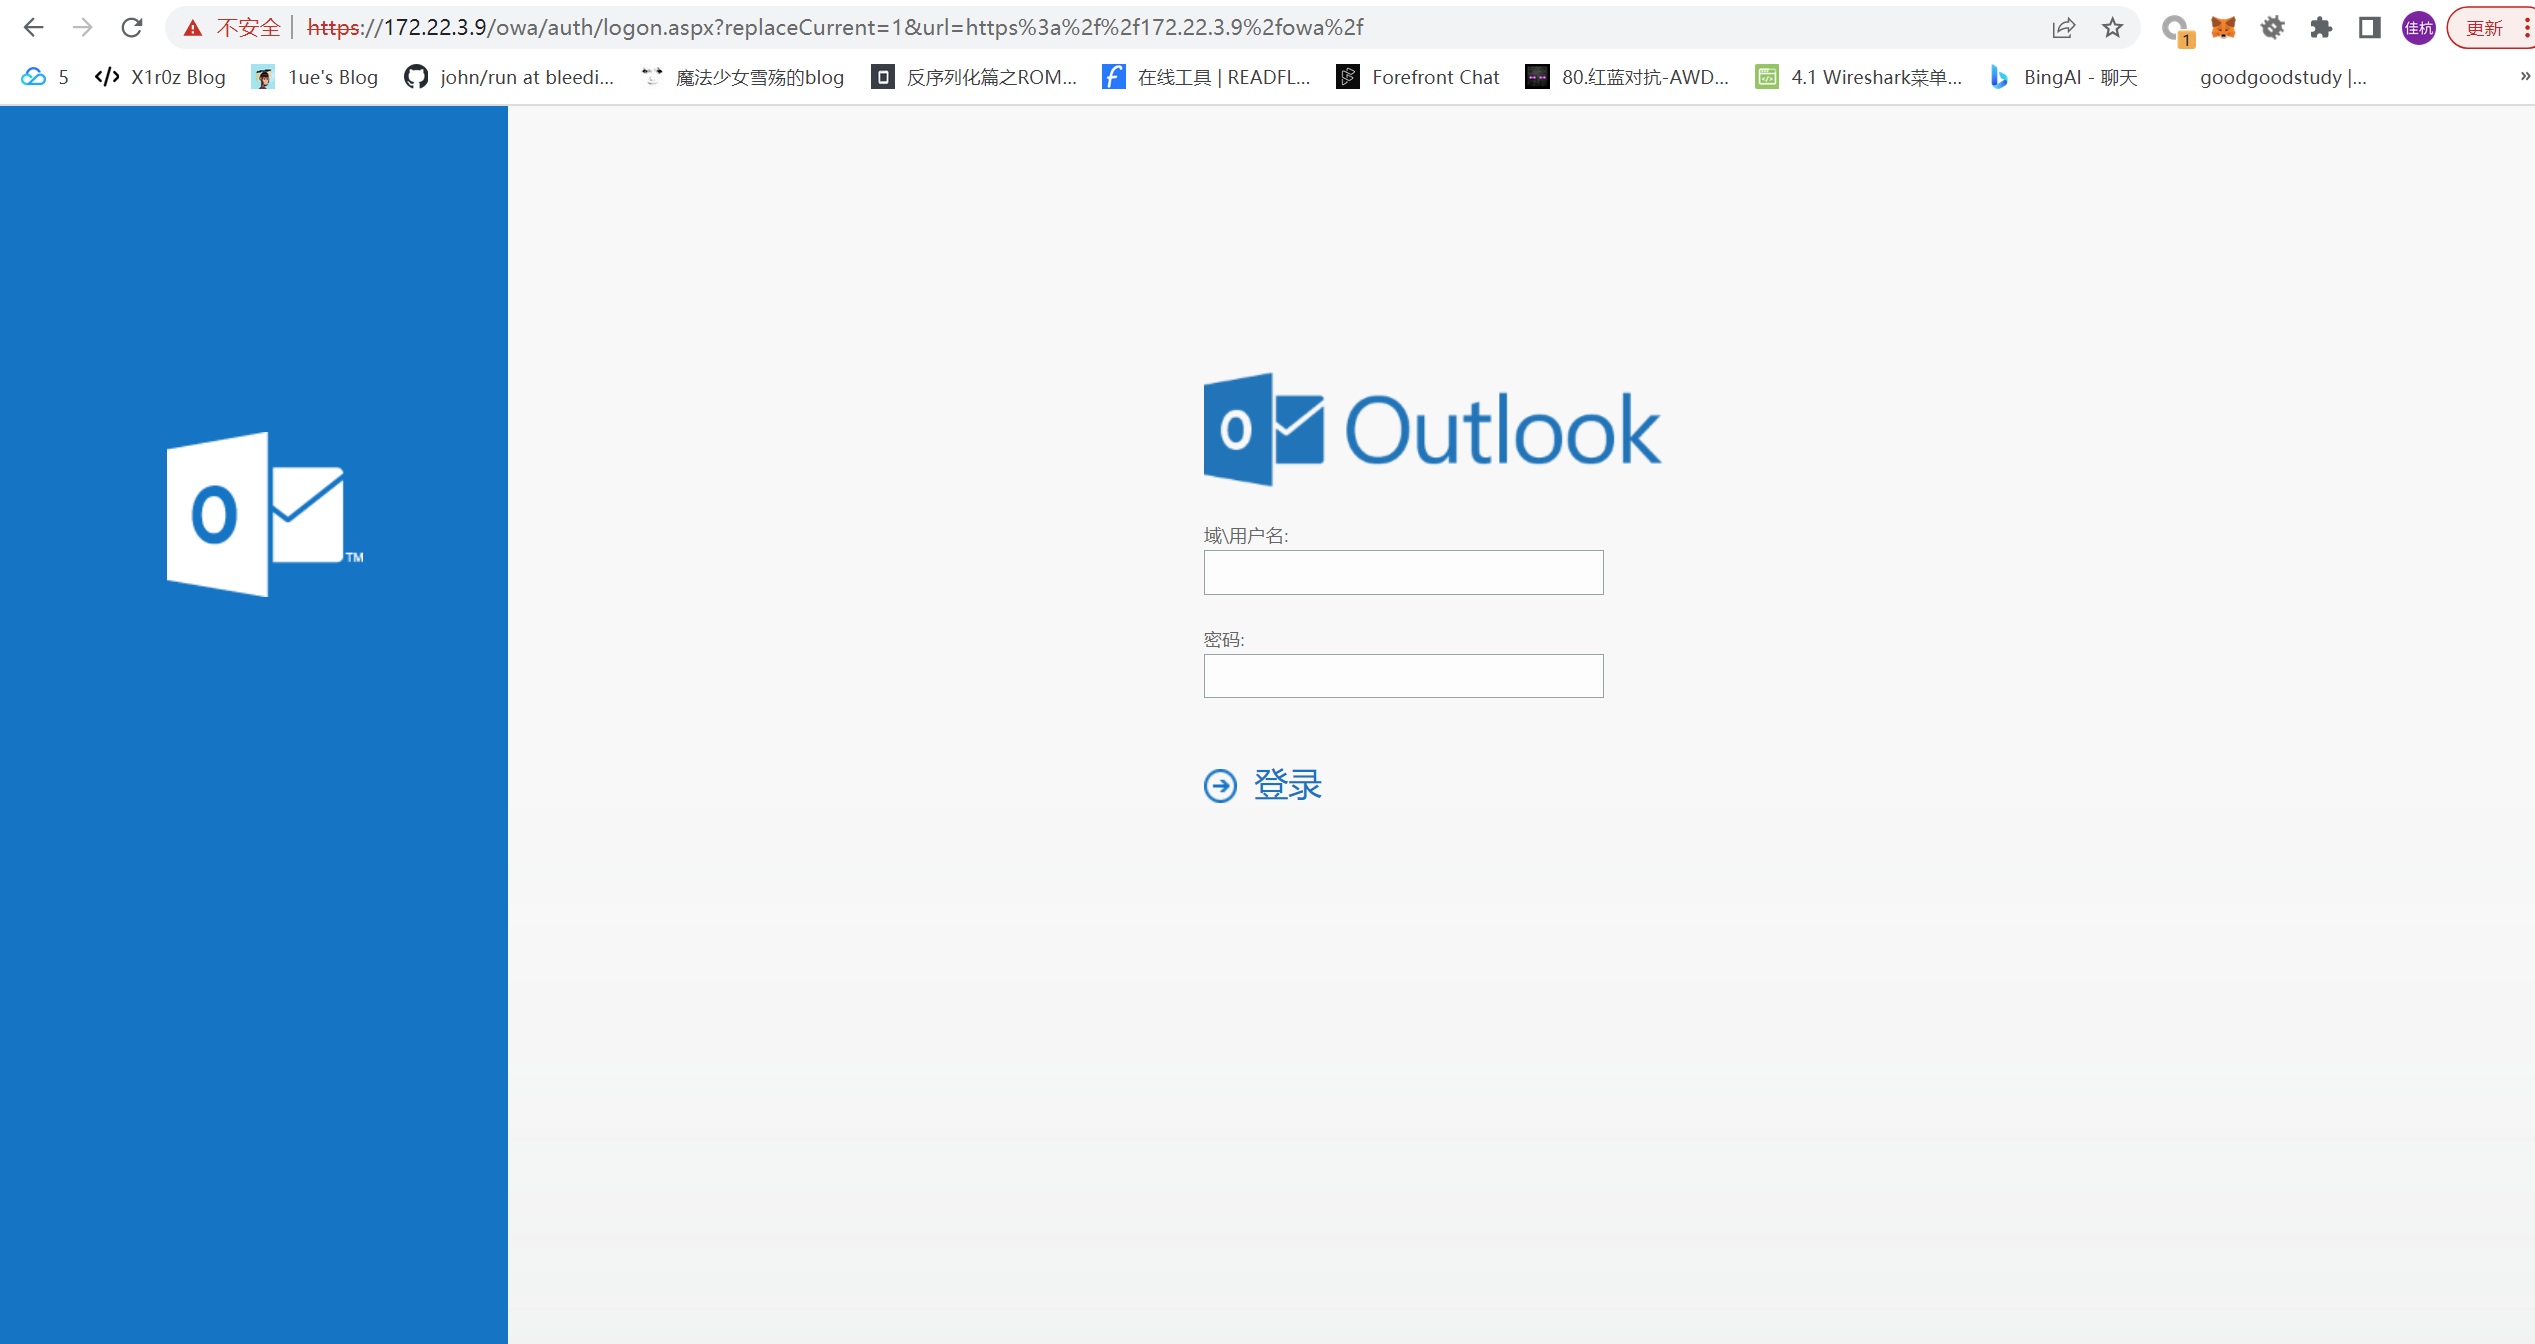 不安全 | https://172.22.3.9/owa/auth/logon.aspx?replaceCurrent=1&url=https%3a%2f%2f172.22.3.9%2fowa%2f 1 佳杭 更新
5 </> X1r0z Blog 1ue's Blog john/run at bleedi... 魔法少女雪殇的blog 反序列化篇之ROM... 在线工具 | READFL... Forefront Chat 80.红蓝对抗-AWD... 4.1 Wireshark菜单... BingAI - 聊天 goodgoodstudy |... »
Outlook
TM
域\用户名:
密码:
登录